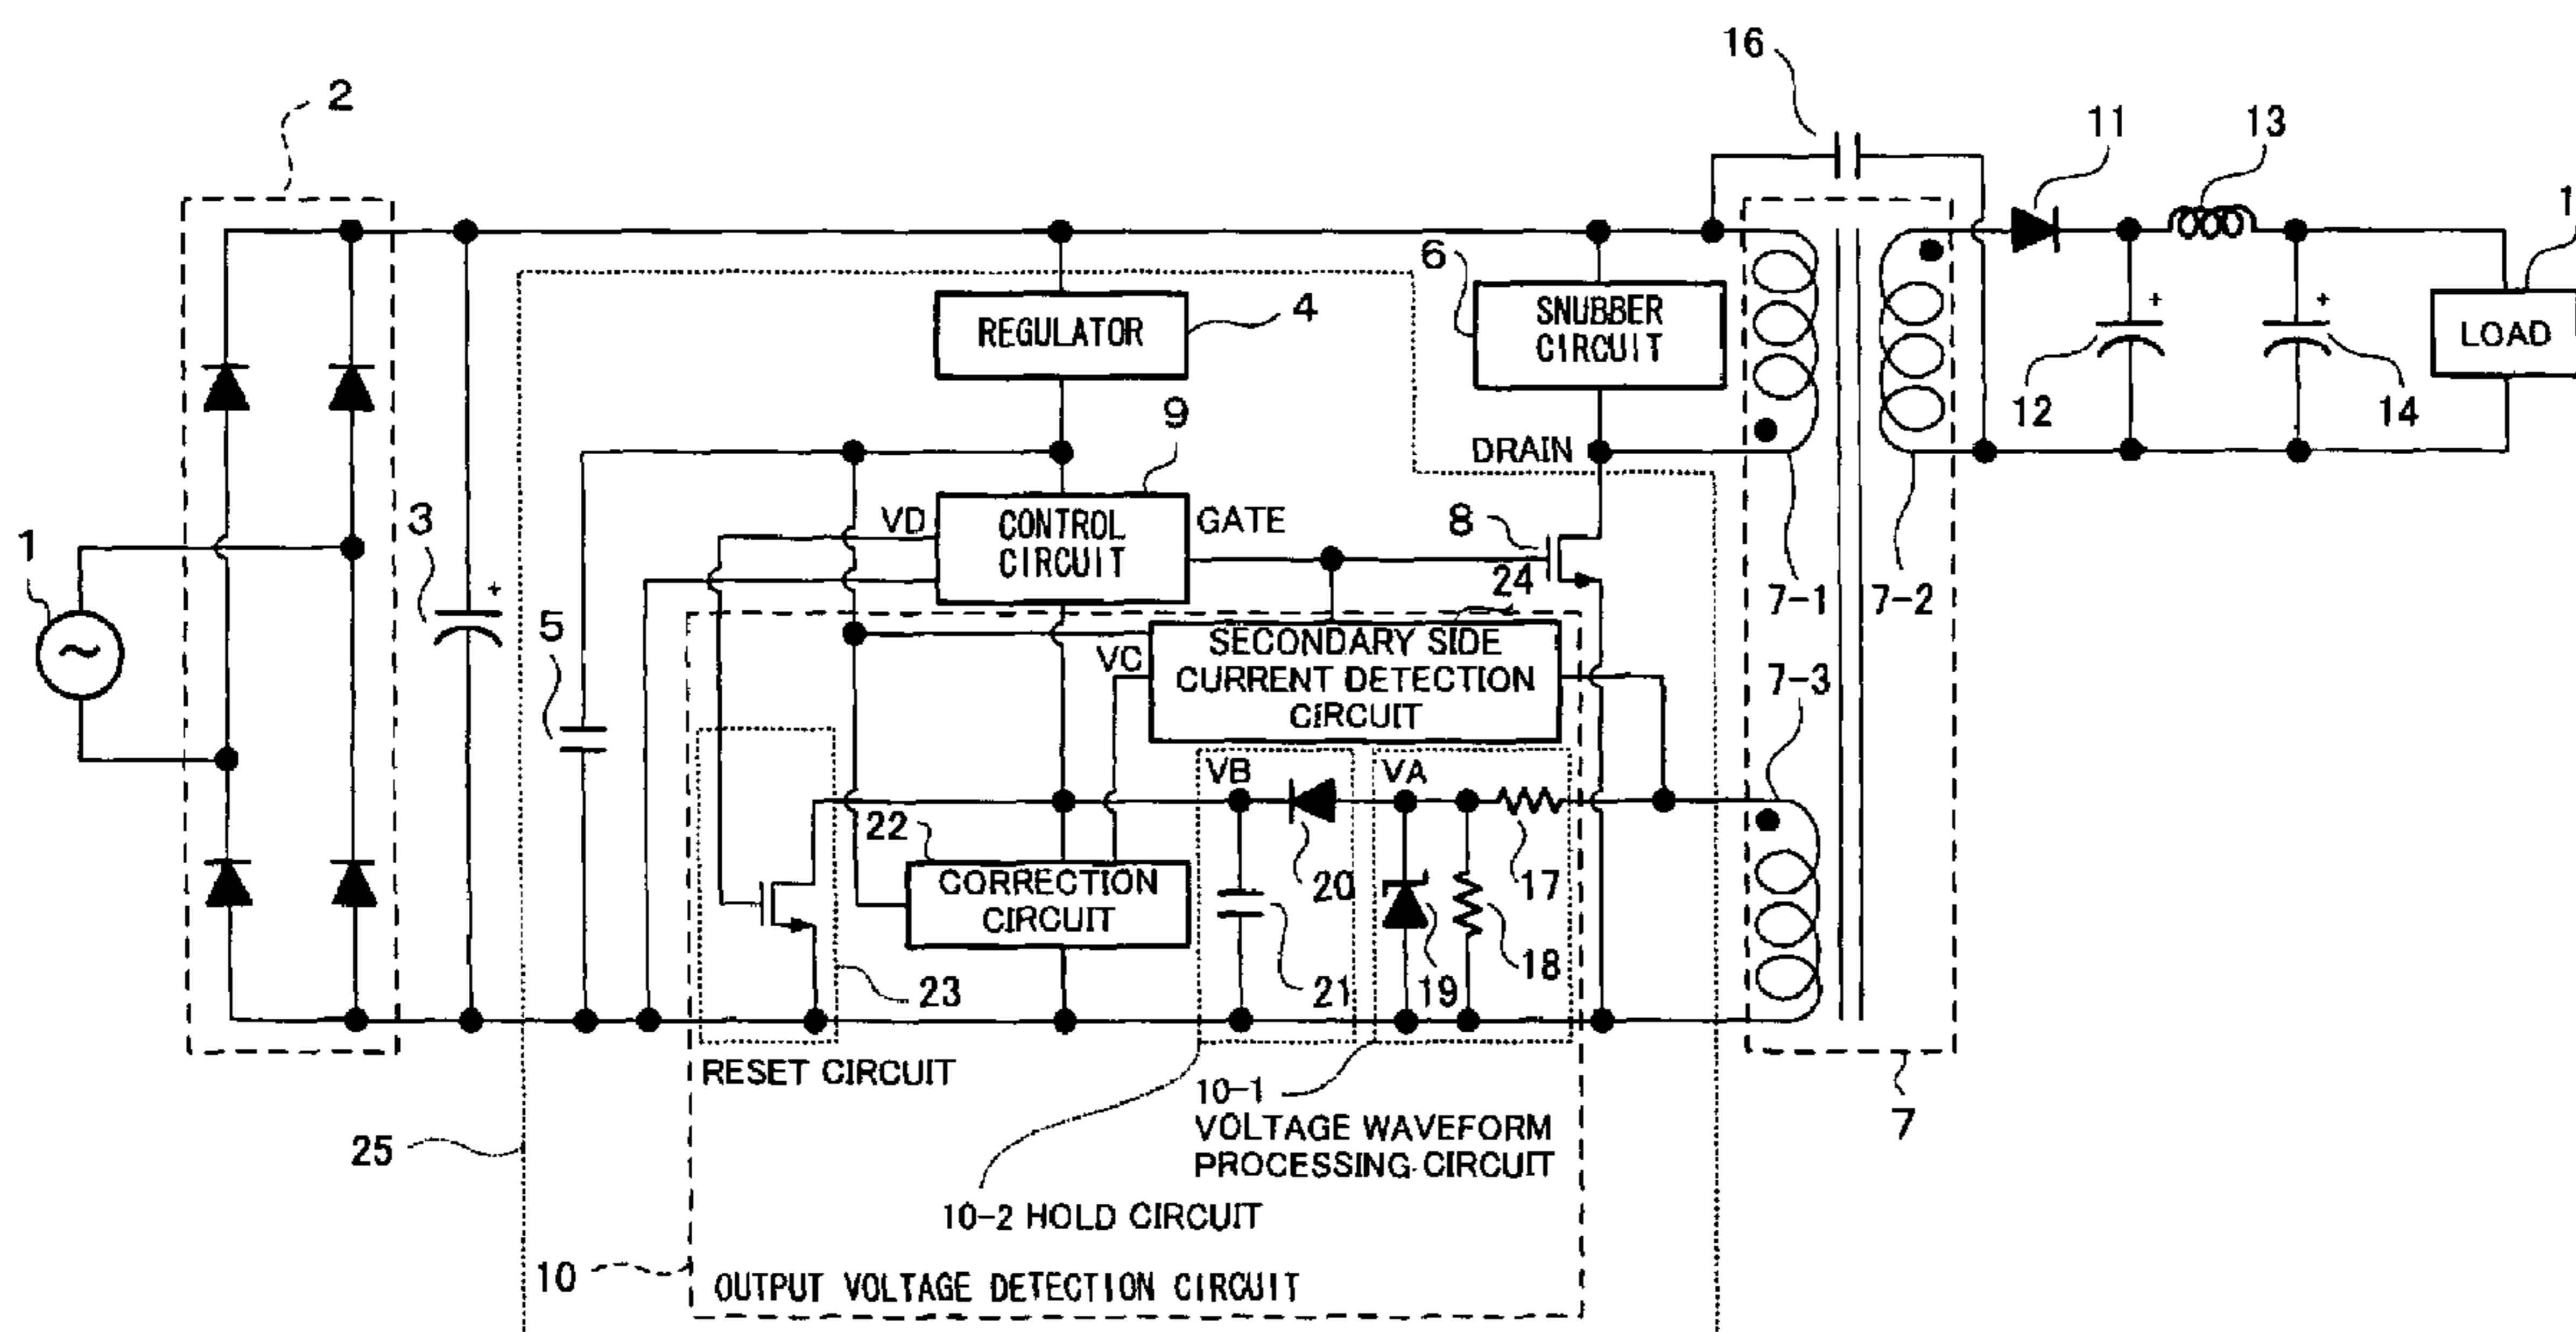 16
2
11
13
1
6
REGULATOR
4
SNUBBER
CIRCUIT
LOAD
+
+
12
14
9
DRAIN
3
VD
CONTROL
CIRCUIT
GATE
8
1
+
24
~
5
7-1
7-2
SECONDARY SIDE
CURRENT DETECTION
CIRCUIT
VC
7-3
VB
VA
22
CORRECTION
CIRCUIT
20
17
23
21
19
18
RESET CIRCUIT
10-1
VOLTAGE WAVEFORM
PROCESSING CIRCUIT
7
25
10-2 HOLD CIRCUIT
10
OUTPUT VOLTAGE DETECTION CIRCUIT